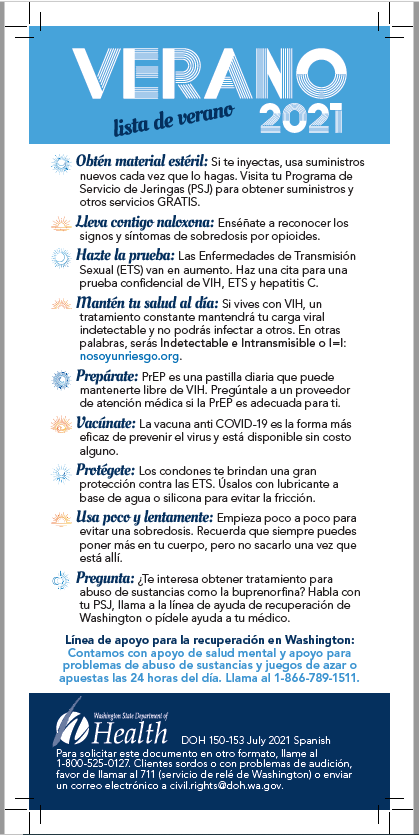 VERANO
lista de verano
2021
Obtén material estéril: Si te inyectas, usa suministros
nuevos cada vez que lo hagas. Visita tu Programa de
Servicio de Jeringas (PSJ) para obtener suministros y
otros servicios GRATIS.
Lleva contigo naloxona: Enséñate a reconocer los
signos y síntomas de sobredosis por opioides.
Hazte la prueba: Las Enfermedades de Transmisión
Sexual (ETS) van en aumento. Haz una cita para una
prueba confidencial de VIH, ETS y hepatitis C.
Mantén tu salud al día: Si vives con VIH, un
tratamiento constante mantendrá tu carga viral
indetectable y no podrás infectar a otros. En otras
palabras, serás Indetectable e Intransmisible o I=I:
nosoyunriesgo.org.
Prepárate: PrEP es una pastilla diaria que puede
mantenerte libre de VIH. Pregúntale a un proveedor
de atención médica si la PrEP es adecuada para ti.
Vacúnate: La vacuna anti COVID-19 es la forma más
eficaz de prevenir el virus y está disponible sin costo
alguno.
Protégete: Los condones te brindan una gran
protección contra las ETS. Úsalos con lubricante a
base de agua o silicona para evitar la fricción.
Usa poco y lentamente: Empieza poco a poco para
evitar una sobredosis. Recuerda que siempre puedes
poner más en tu cuerpo, pero no sacarlo una vez que
está allí.
Pregunta: ¿Te interesa obtener tratamiento para
abuso de sustancias como la buprenorfina? Habla con
tu PSJ, llama a la línea de ayuda de recuperación de
Washington o pídele ayuda a tu médico.
Línea de apoyo para la recuperación en Washington:
Contamos con apoyo de salud mental y apoyo para
problemas de abuso de sustancias y juegos de azar o
apuestas las 24 horas del día. Llama al 1-866-789-1511.
Washington State Department of
Health
DOH 150-153 July 2021 Spanish
Para solicitar este documento en otro formato, llame al
1-800-525-0127. Clientes sordos o con problemas de audición,
favor de llamar al 711 (servicio de relé de Washington) o enviar
un correo electrónico a civil.rights@doh.wa.gov.